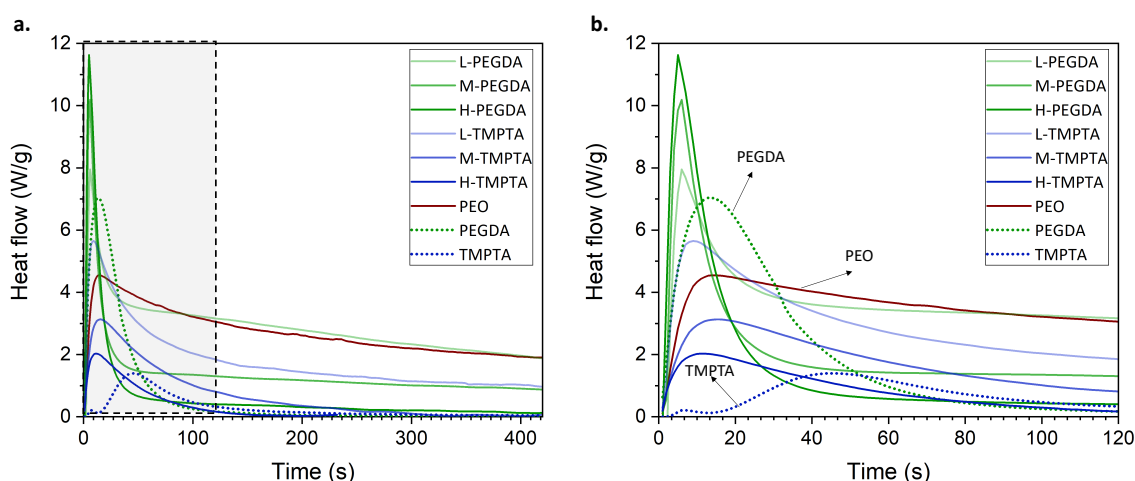 a.
12
10
8
6
4
2
0
Heat flow (W/g)
0
100
200
300
400
Time (s)
L-PEGDA
M-PEGDA
H-PEGDA
L-TMPTA
M-TMPTA
H-TMPTA
PEO
PEGDA
TMPTA
b.
12
10
8
6
4
2
0
Heat flow (W/g)
0
20
40
60
80
100
120
Time (s)
PEGDA
PEO
TMPTA
L-PEGDA
M-PEGDA
H-PEGDA
L-TMPTA
M-TMPTA
H-TMPTA
PEO
PEGDA
TMPTA